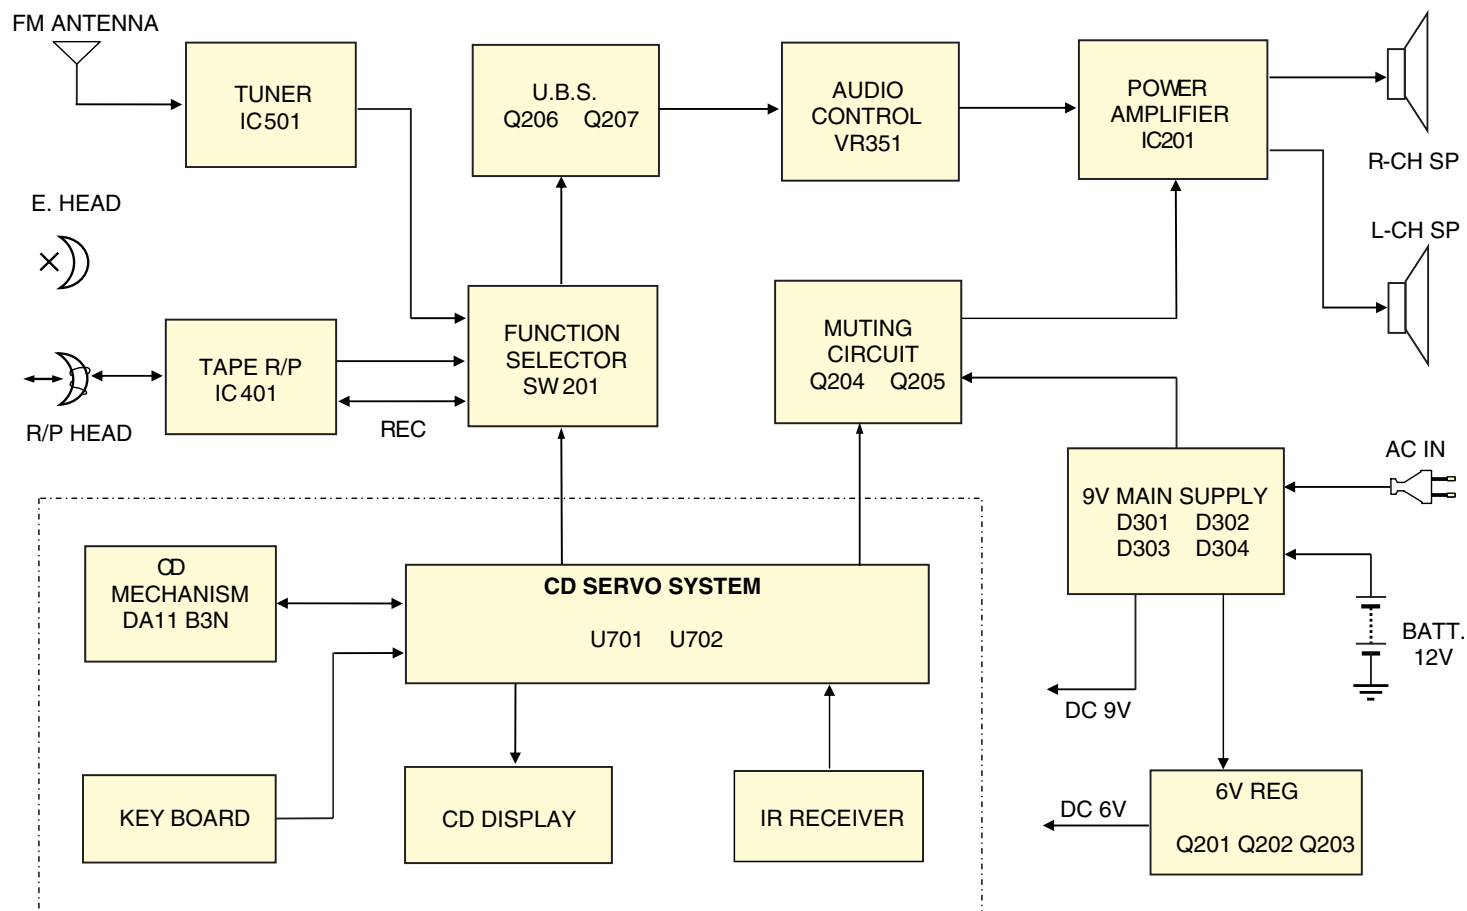 FM ANTENNA
TUNER
IC501
U.B.S.
Q206 Q207
AUDIO
CONTROL
VR351
POWER
AMPLIFIER
IC201
R-CH SP
L-CH SP
E. HEAD
R/P HEAD
TAPE R/P
IC401
REC
FUNCTION
SELECTOR
SW201
MUTING
CIRCUIT
Q204 Q205
AC IN
9V MAIN SUPPLY
D301 D302
D303 D304
BATT.
12V
DC 9V
6V REG
Q201 Q202 Q203
DC 6V
CD
MECHANISM
DA11 B3N
CD SERVO SYSTEM
U701 U702
KEY BOARD
CD DISPLAY
IR RECEIVER